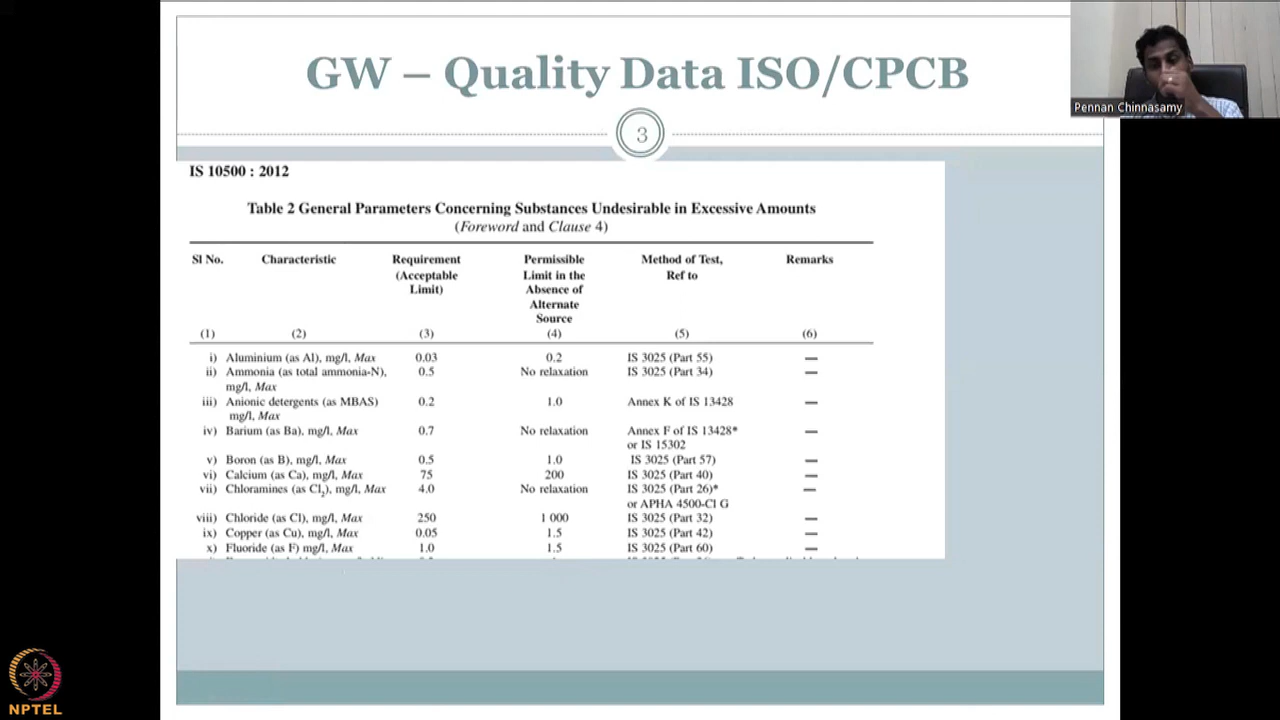 GW – Quality Data ISO/CPCB
Pennan Chinnasamy
3
IS 10500 : 2012
Table 2 General Parameters Concerning Substances Undesirable in Excessive Amounts
(Foreword and Clause 4)
Sl No. Characteristic Requirement Permissible Method of Test, Remarks
(Acceptable Limit in the Ref to
Limit) Absence of
Alternate
Source
(1) (2) (3) (4) (5) (6)
i) Aluminium (as Al), mg/l, Max 0.03 0.2 IS 3025 (Part 55) —
ii) Ammonia (as total ammonia-N), 0.5 No relaxation IS 3025 (Part 34) —
mg/l, Max
iii) Anionic detergents (as MBAS) 0.2 1.0 Annex K of IS 13428 —
mg/l, Max
iv) Barium (as Ba), mg/l, Max 0.7 No relaxation Annex F of IS 13428* —
or IS 15302
v) Boron (as B), mg/l, Max 0.5 1.0 IS 3025 (Part 57) —
vi) Calcium (as Ca), mg/l, Max 75 200 IS 3025 (Part 40) —
vii) Chloramines (as Cl₂), mg/l, Max 4.0 No relaxation IS 3025 (Part 26)* —
or APHA 4500-Cl G
viii) Chloride (as Cl), mg/l, Max 250 1 000 IS 3025 (Part 32) —
ix) Copper (as Cu), mg/l, Max 0.05 1.5 IS 3025 (Part 42) —
x) Fluoride (as F) mg/l, Max 1.0 1.5 IS 3025 (Part 60) —
NPTEL